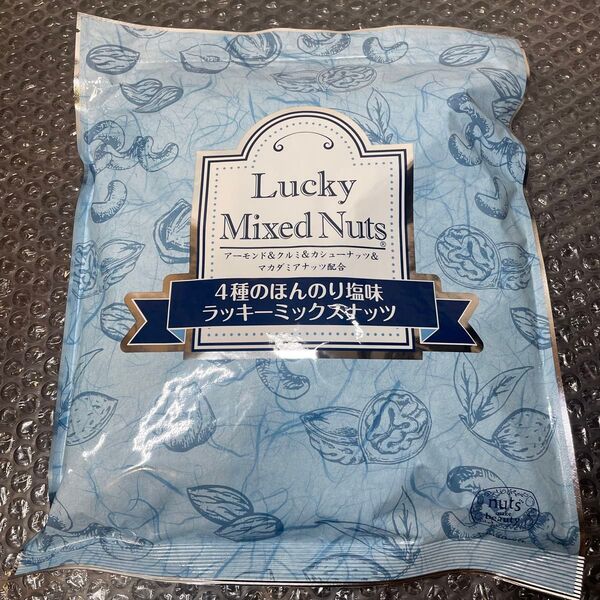 Lucky
Mixed Nuts®
アーモンド&クルミ&カシューナッツ&
マカダミアナッツ配合
4種のほんのり塩味
ラッキーミックスナッツ
nuts
beauty